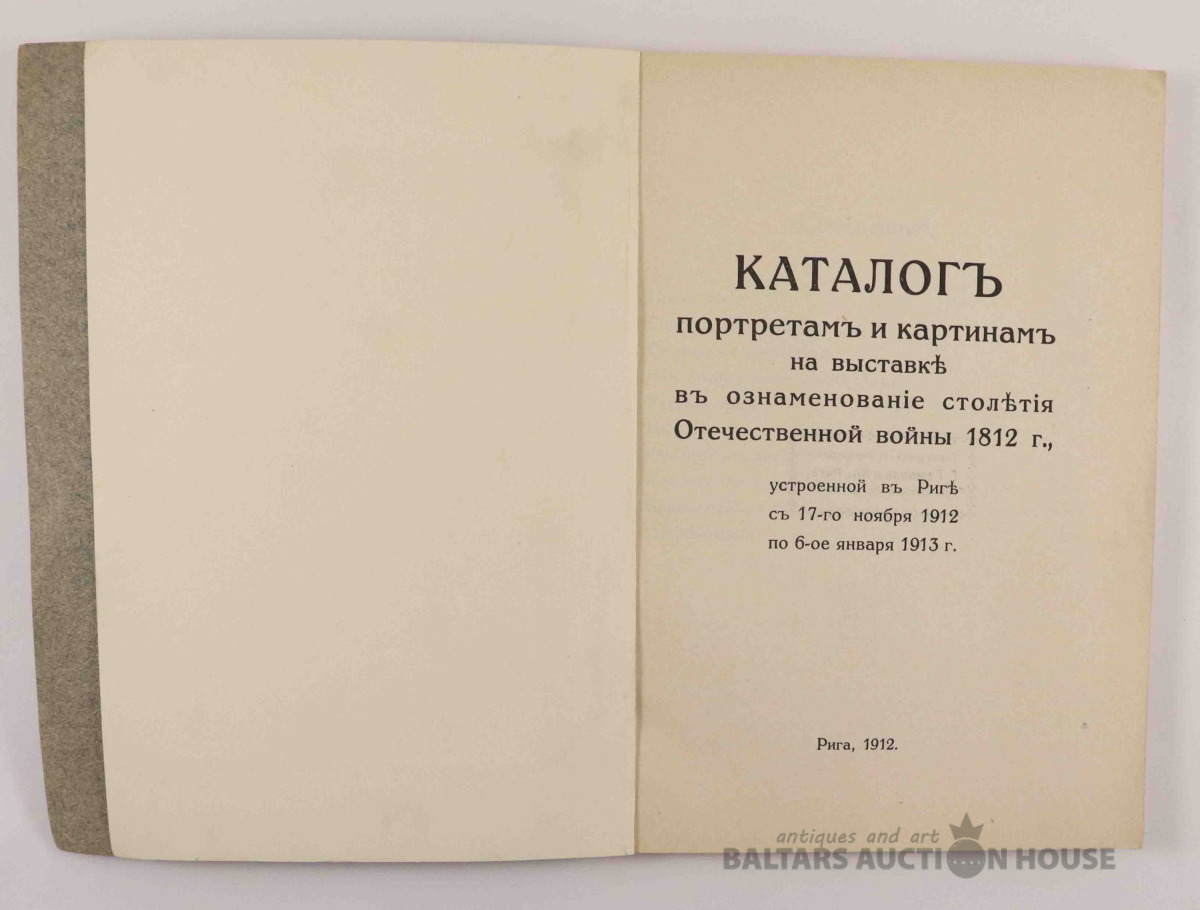 КАТАЛОГЪ
портретамъ и картинамъ
на выставкѣ
въ ознаменованіе столѣтія
Отечественной войны 1812 г.,
устроенной въ Ригѣ
съ 17-го ноября 1912
по 6-ое января 1913 г.
Рига, 1912.
antiques and art
BALTARS AUCTION HOUSE